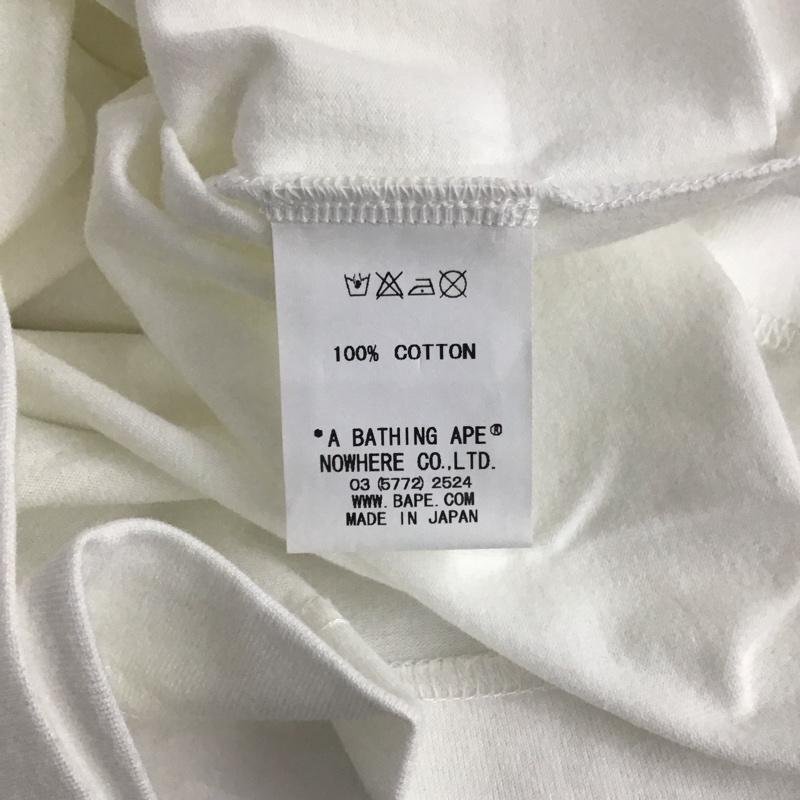 100% COTTON
*A BATHING APE®
NOWHERE CO.,LTD.
03 (5772) 2524
WWW. BAPE. COM
MADE IN JAPAN